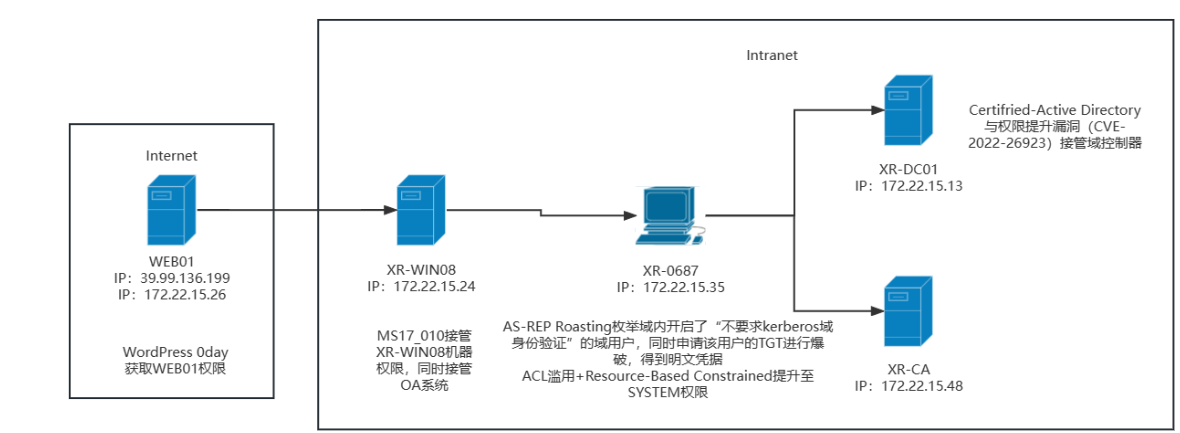 Internet
WEB01
IP：39.99.136.199
IP：172.22.15.26
WordPress 0day
获取WEB01权限
Intranet
XR-WIN08
IP：172.22.15.24
MS17_010接管
XR-WIN08机器
权限，同时接管
OA系统
XR-0687
IP：172.22.15.35
AS-REP Roasting枚举域内开启了“不要求kerberos域
身份验证”的域用户，同时申请该用户的TGT进行爆
破，得到明文凭据
ACL滥用+Resource-Based Constrained提升至
SYSTEM权限
XR-DC01
IP：172.22.15.13
Certifried-Active Directory
与权限提升漏洞（CVE-
2022-26923）接管域控制器
XR-CA
IP：172.22.15.48